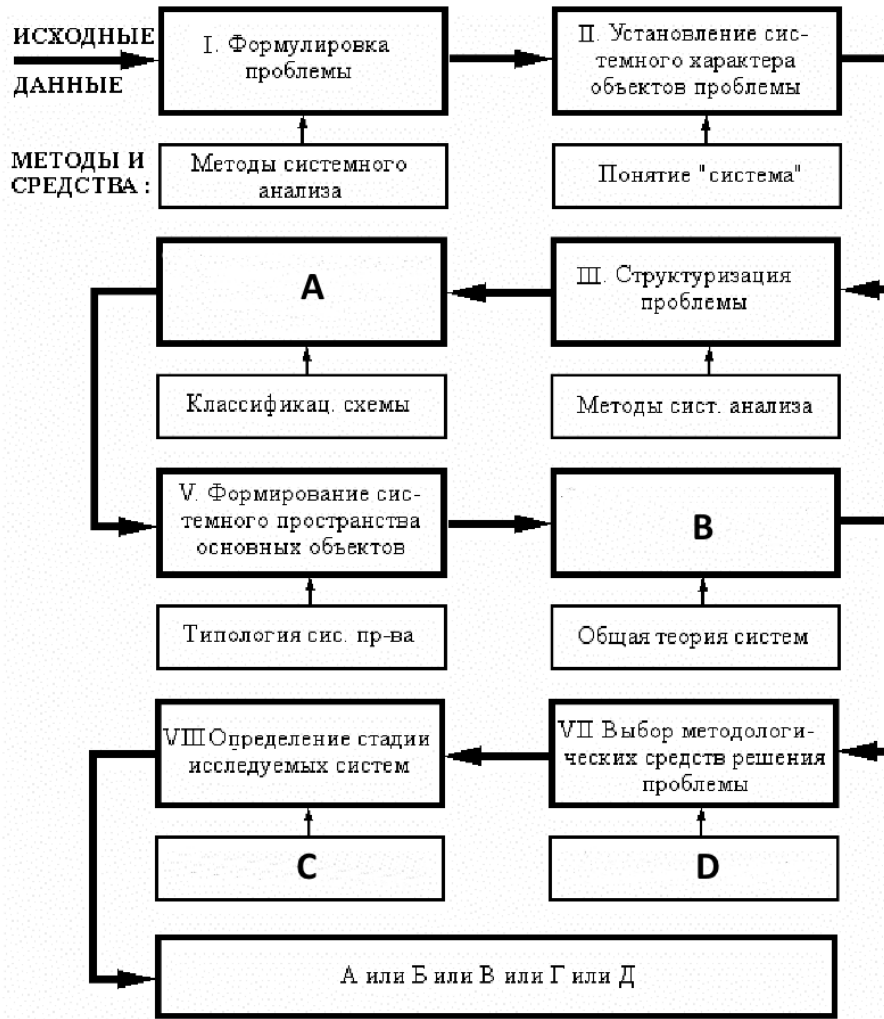 ИСХОДНЫЕ
ДАННЫЕ
I. Формулировка
проблемы
II. Установление сис-
темного характера
объектов проблемы
МЕТОДЫ И
СРЕДСТВА :
Методы системного
анализа
Понятие "система"
A
III. Структуризация
проблемы
Классификац. схемы
Методы сист. анализа
V. Формирование сис-
темного пространства
основных объектов
B
Типология сис. пр-ва
Общая теория систем
VIII Определение стадии
исследуемых систем
VII Выбор методологи-
ческих средств решения
проблемы
C
D
А или Б или В или Г или Д